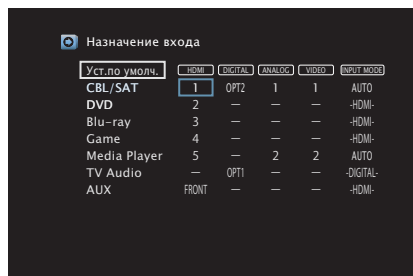 Назначение входа
Уст.по умолч. HDMI DIGITAL ANALOG VIDEO INPUT MODE
CBL/SAT 1 OPT2 1 1 AUTO
DVD 2 — — — -HDMI-
Blu-ray 3 — — — -HDMI-
Game 4 — — — -HDMI-
Media Player 5 — 2 2 AUTO
TV Audio — OPT1 — — -DIGITAL-
AUX FRONT — — — -HDMI-